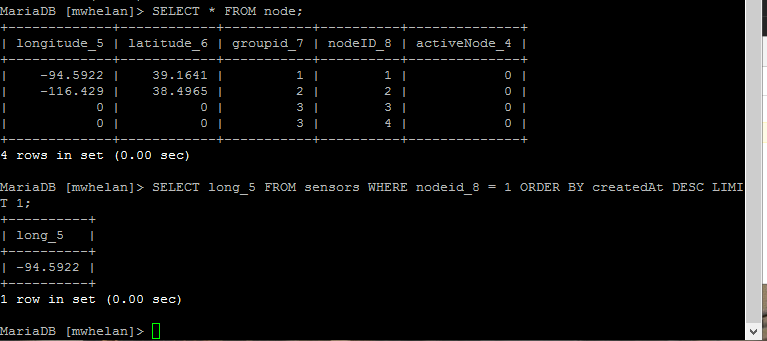 MariaDB [mwhelan]> SELECT * FROM node;
+-------------+------------+-----------+----------+--------------+
| longitude_5 | latitude_6 | groupid_7 | nodeID_8 | activeNode_4 |
+-------------+------------+-----------+----------+--------------+
|    -94.5922 |    39.1641 |         1 |        1 |            0 |
|    -116.429 |    38.4965 |         2 |        2 |            0 |
|           0 |          0 |         3 |        3 |            0 |
|           0 |          0 |         3 |        4 |            0 |
+-------------+------------+-----------+----------+--------------+
4 rows in set (0.00 sec)
MariaDB [mwhelan]> SELECT long_5 FROM sensors WHERE nodeid_8 = 1 ORDER BY createdAt DESC LIMI
T 1;
+----------+
| long_5   |
+----------+
| -94.5922 |
+----------+
1 row in set (0.00 sec)
MariaDB [mwhelan]>